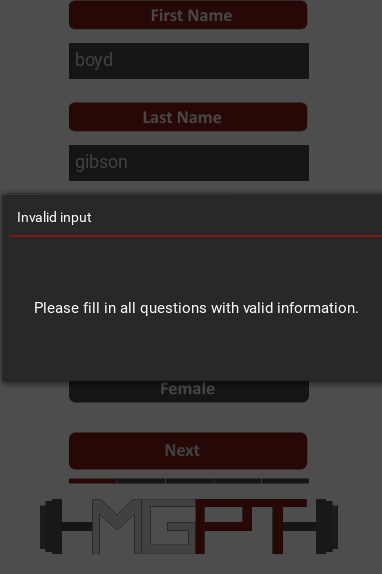 First Name
boyd
Last Name
gibson
Invalid input
Please fill in all questions with valid information.
Female
Next
MGPT